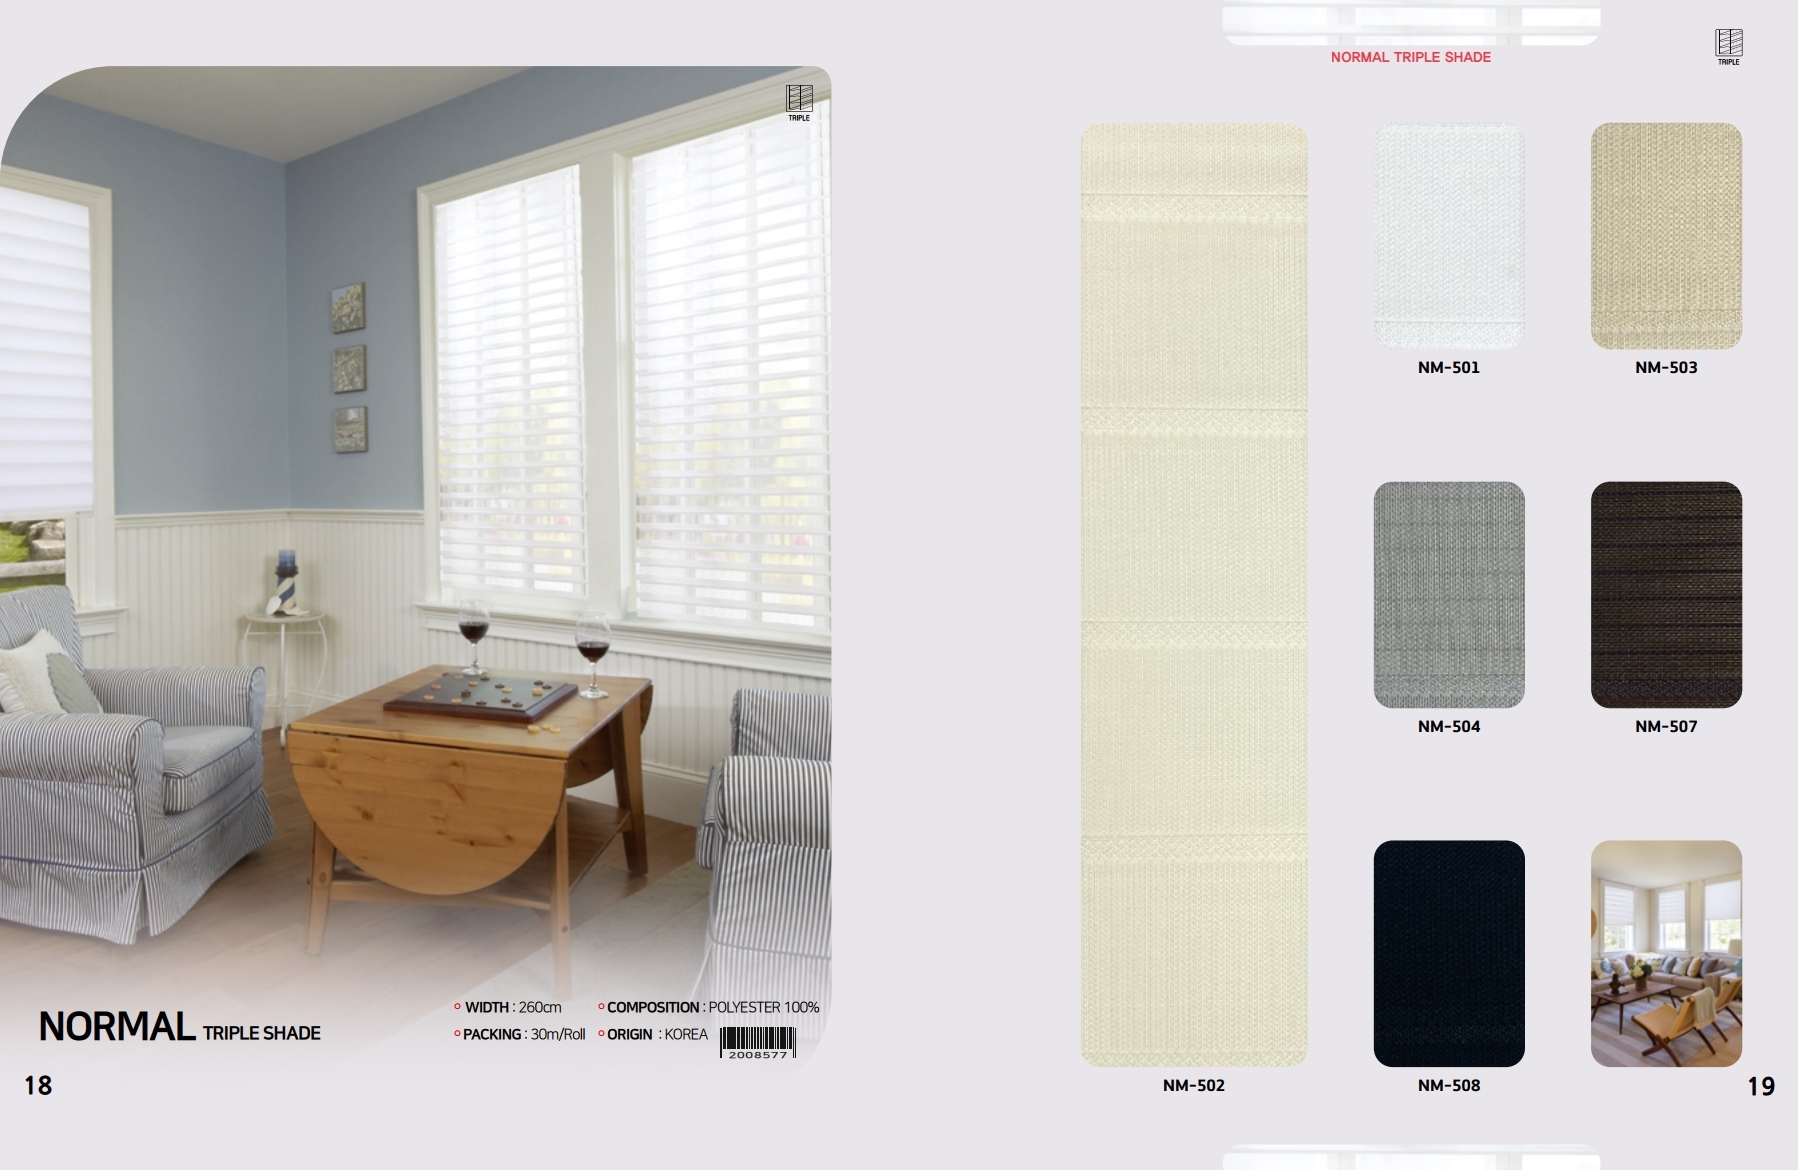 TRIPLE
NORMAL TRIPLE SHADE
WIDTH : 260cm
COMPOSITION : POLYESTER 100%
PACKING : 30m/Roll
ORIGIN : KOREA
2008577
18
NORMAL TRIPLE SHADE
TRIPLE
NM-501
NM-503
NM-504
NM-507
NM-502
NM-508
19